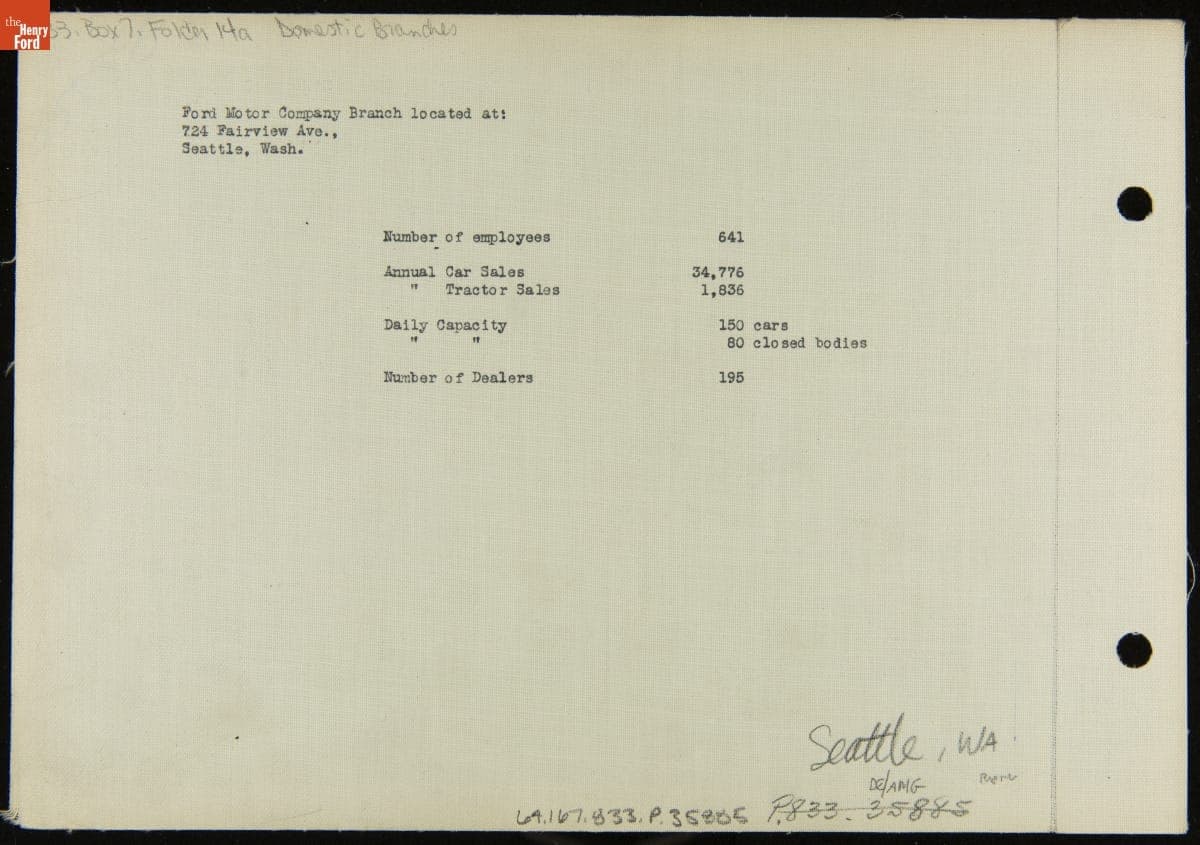 the Henry Ford
33. Box 7. Folder 14a Domestic Branches
Ford Motor Company Branch located at:
724 Fairview Ave.,
Seattle, Wash.
Number of employees 641
Annual Car Sales 34,776
" Tractor Sales 1,836
Daily Capacity 150 cars
" " 80 closed bodies
Number of Dealers 195
Seattle, WA
DE/AMG
64.167.833.P.35885 P.833. 35885